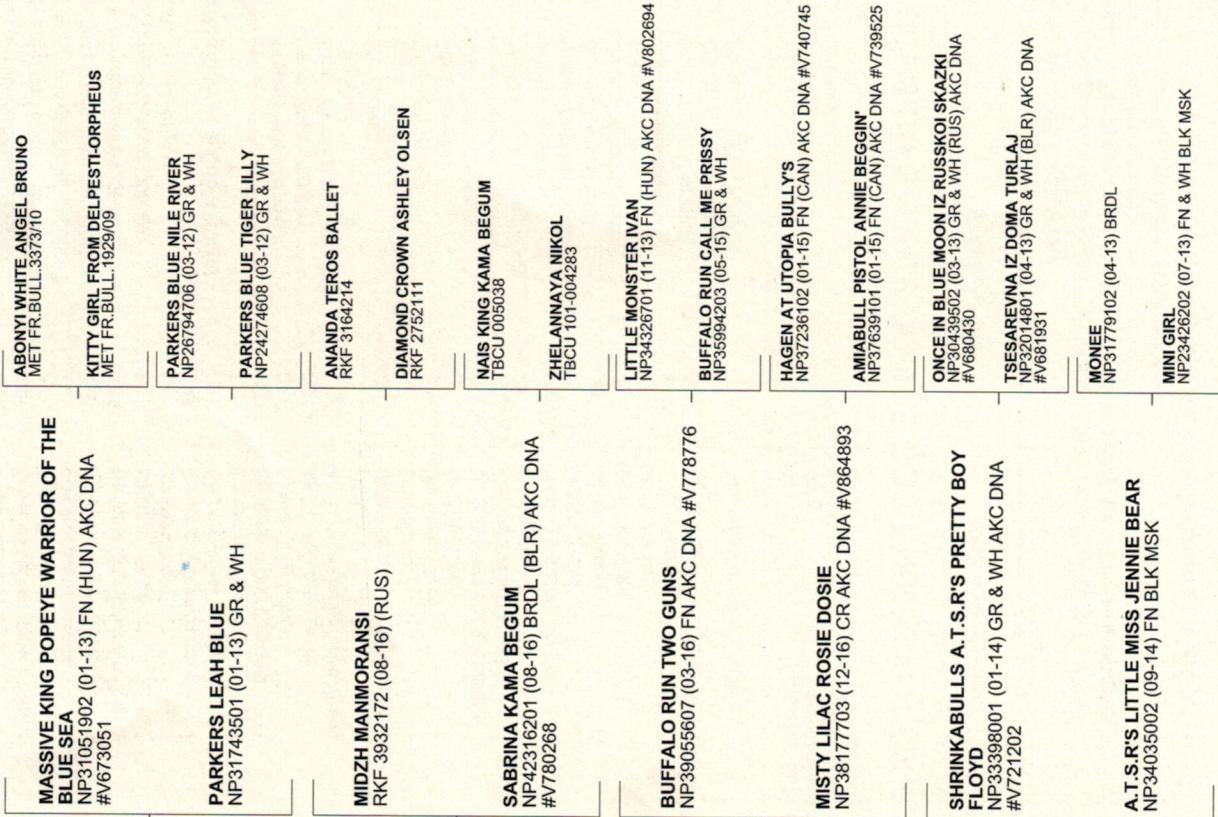 MASSIVE KING POPEYE WARRIOR OF THE
BLUE SEA
NP31051902 (01-13) FN (HUN) AKC DNA
#V673051
PARKERS LEAH BLUE
NP31743501 (01-13) GR & WH
MIDZH MANMORANSI
RKF 3932172 (08-16) (RUS)
SABRINA KAMA BEGUM
NP42316201 (08-16) BRDL (BLR) AKC DNA
#V780268
BUFFALO RUN TWO GUNS
NP39055607 (03-16) FN AKC DNA #V778776
MISTY LILAC ROSIE DOSIE
NP38177703 (12-16) CR AKC DNA #V864893
SHRINKABULLS A.T.S.R'S PRETTY BOY
FLOYD
NP33398001 (01-14) GR & WH AKC DNA
#V721202
A.T.S.R'S LITTLE MISS JENNIE BEAR
NP34035002 (09-14) FN BLK MSK
ABONYI WHITE ANGEL BRUNO
MET FR.BULL.3373/10
KITTY GIRL FROM DELPESTI-ORPHEUS
MET FR.BULL.1929/09
PARKERS BLUE NILE RIVER
NP26794706 (03-12) GR & WH
PARKERS BLUE TIGER LILLY
NP24274608 (03-12) GR & WH
ANANDA TEROS BALLET
RKF 3164214
DIAMOND CROWN ASHLEY OLSEN
RKF 2752111
NAIS KING KAMA BEGUM
TBCU 005038
ZHELANNAYA NIKOL
TBCU 101-004283
LITTLE MONSTER IVAN
NP34326701 (11-13) FN (HUN) AKC DNA #V802694
BUFFALO RUN CALL ME PRISSY
NP35994203 (05-15) GR & WH
HAGEN AT UTOPIA BULLY'S
NP37236102 (01-15) FN (CAN) AKC DNA #V740745
AMIABULL PISTOL ANNIE BEGGIN'
NP37639101 (01-15) FN (CAN) AKC DNA #V739525
ONCE IN BLUE MOON IZ RUSSKOI SKAZKI
NP30439502 (03-13) GR & WH (RUS) AKC DNA
#V680430
TSESAREVNA IZ DOMA TURLAJ
NP32014801 (04-13) GR & WH (BLR) AKC DNA
#V681931
MONEE
NP31779102 (04-13) BRDL
MINI GIRL
NP23426202 (07-13) FN & WH BLK MSK